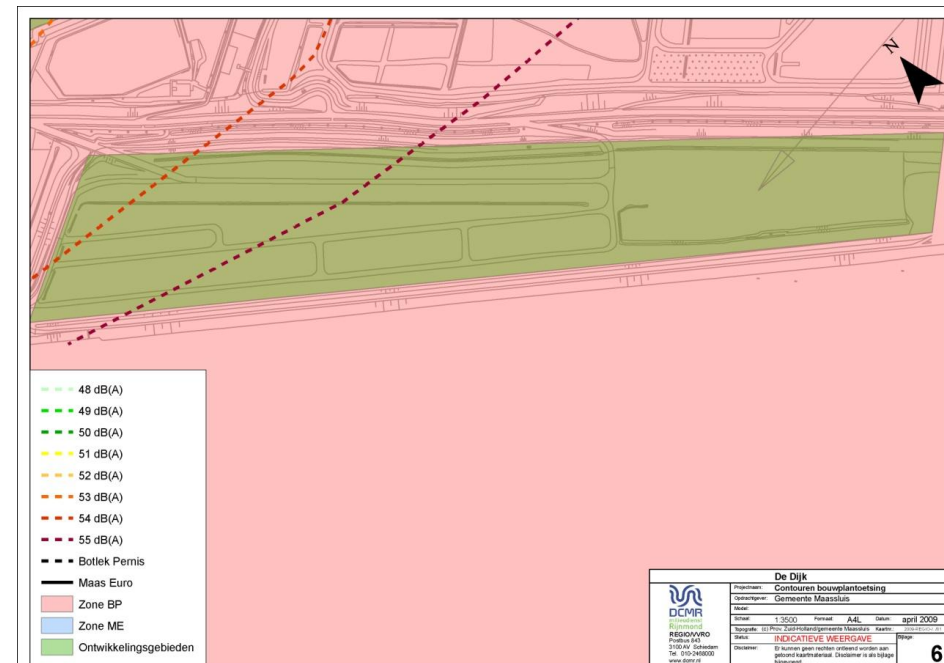 N
48 dB(A)
49 dB(A)
50 dB(A)
51 dB(A)
52 dB(A)
53 dB(A)
54 dB(A)
55 dB(A)
Botlek Pernis
Maas Euro
Zone BP
Zone ME
Ontwikkelingsgebieden
De Dijk
Projectnaam: Contouren bouwplantoetsing
Opdrachtgever: Gemeente Maassluis
Model:
Schaal: 1:3500 Formaat: A4L Datum: april 2009
Topografie: (c) Prov. Zuid-Holland/gemeente Maassluis Kaartnr.:
Status: INDICATIEVE WEERGAVE Bijlage:
Disclaimer: Er kunnen geen rechten ontleend worden aan
getoond kaartmateriaal. Disclaimer is als bijlage
6
DCMR
milieudienst
Rijnmond
REGIO/VRO
Postbus 843
3100 AV Schiedam
Tel. 010-2468000
www.dcmr.nl